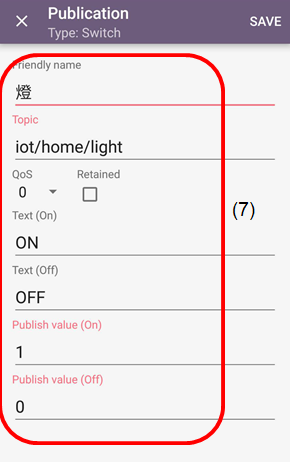 Publication
SAVE
Type: Switch
Friendly name
燈
Topic
iot/home/light
QoS
Retained
0
(7)
Text (On)
ON
Text (Off)
OFF
Publish value (On)
1
Publish value (Off)
0